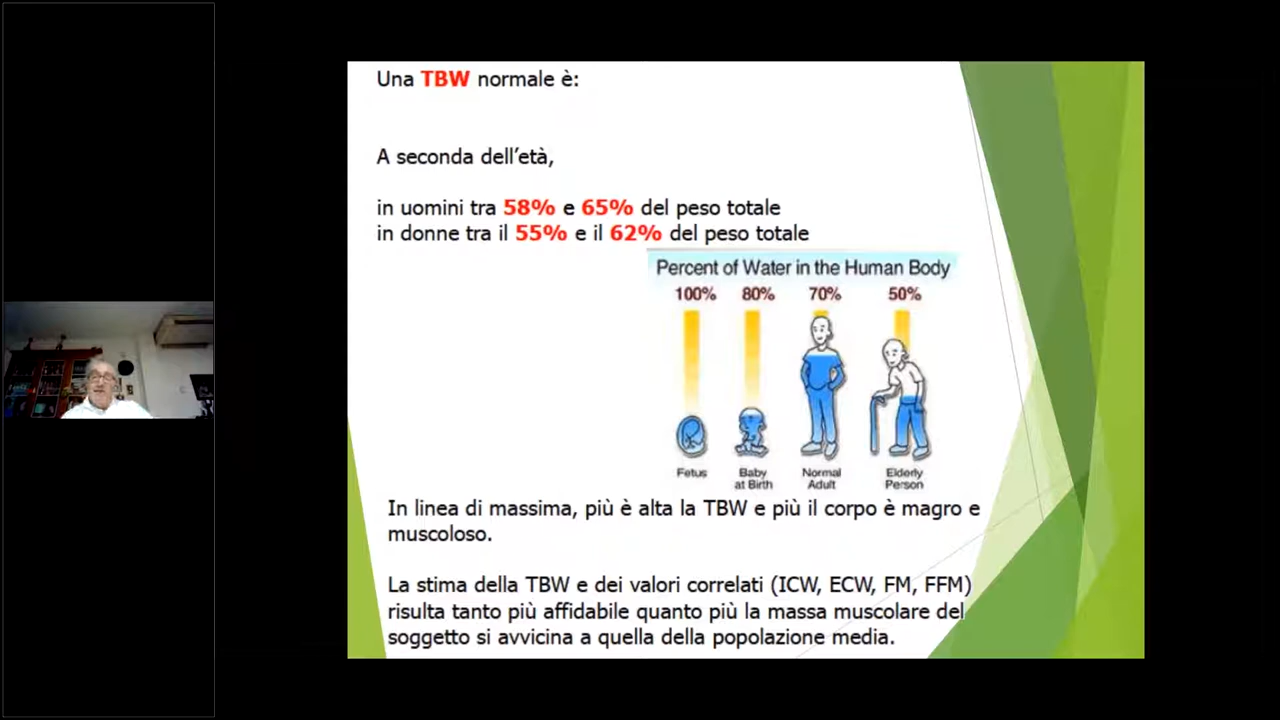 Una TBW normale è:
A seconda dell’età,
in uomini tra 58% e 65% del peso totale
in donne tra il 55% e il 62% del peso totale
Percent of Water in the Human Body
100% 80% 70% 50%
Fetus Baby at Birth Normal Adult Elderly Person
In linea di massima, più è alta la TBW e più il corpo è magro e
muscoloso.
La stima della TBW e dei valori correlati (ICW, ECW, FM, FFM)
risulta tanto più affidabile quanto più la massa muscolare del
soggetto si avvicina a quella della popolazione media.